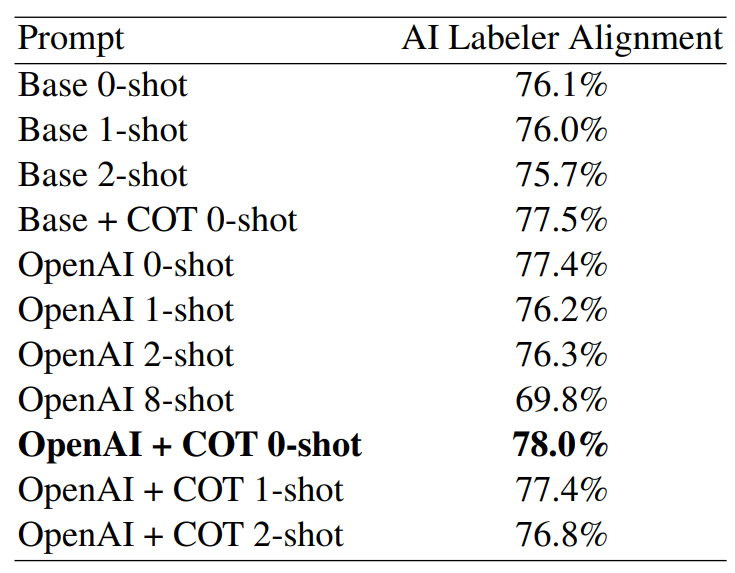 Prompt AI Labeler Alignment
Base 0-shot 76.1%
Base 1-shot 76.0%
Base 2-shot 75.7%
Base + COT 0-shot 77.5%
OpenAI 0-shot 77.4%
OpenAI 1-shot 76.2%
OpenAI 2-shot 76.3%
OpenAI 8-shot 69.8%
OpenAI + COT 0-shot 78.0%
OpenAI + COT 1-shot 77.4%
OpenAI + COT 2-shot 76.8%